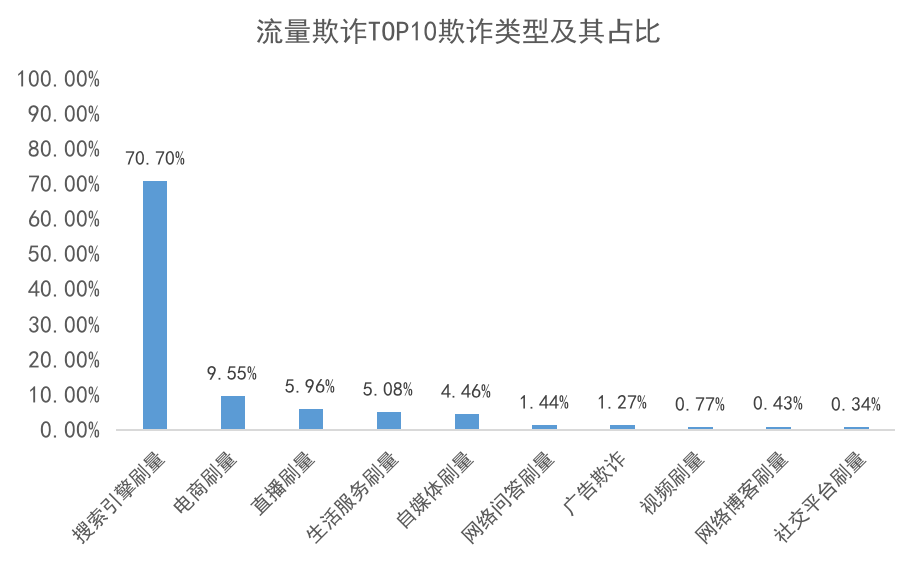 流量欺诈TOP10欺诈类型及其占比
100.00%
90.00%
80.00%
70.00%
60.00%
50.00%
40.00%
30.00%
20.00%
10.00%
0.00%
70.70%
9.55%
5.96%
5.08%
4.46%
1.44%
1.27%
0.77%
0.43%
0.34%
搜索引擎刷量
电商刷量
直播刷量
生活服务刷量
自媒体刷量
网络问答刷量
广告欺诈
视频刷量
网络博客刷量
社交平台刷量